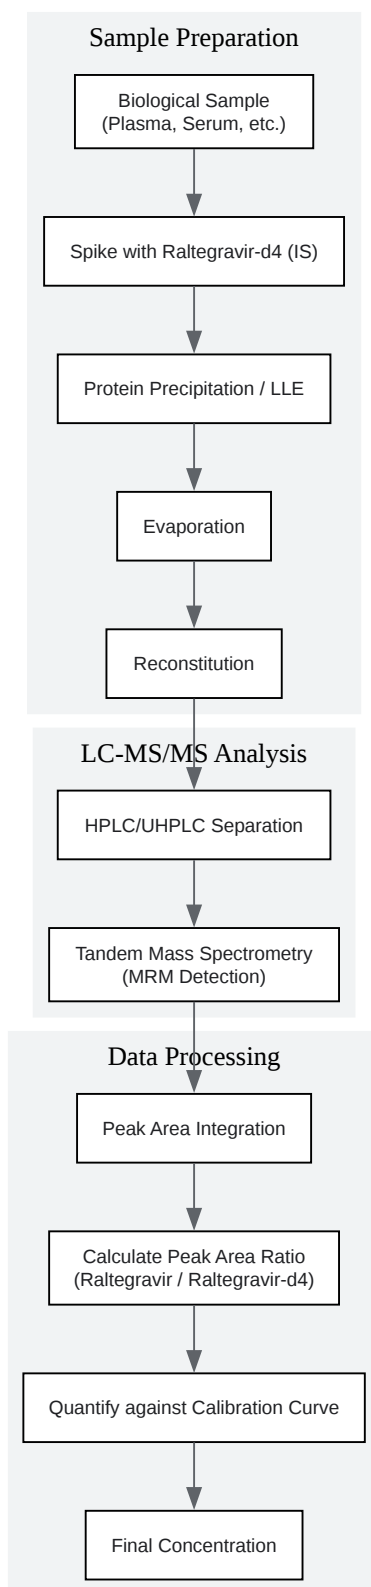 Sample Preparation
Biological Sample
(Plasma, Serum, etc.)
Spike with Raltegravir-d4 (IS)
Protein Precipitation / LLE
Evaporation
Reconstitution
LC-MS/MS Analysis
HPLC/UHPLC Separation
Tandem Mass Spectrometry
(MRM Detection)
Data Processing
Peak Area Integration
Calculate Peak Area Ratio
(Raltegravir / Raltegravir-d4)
Quantify against Calibration Curve
Final Concentration